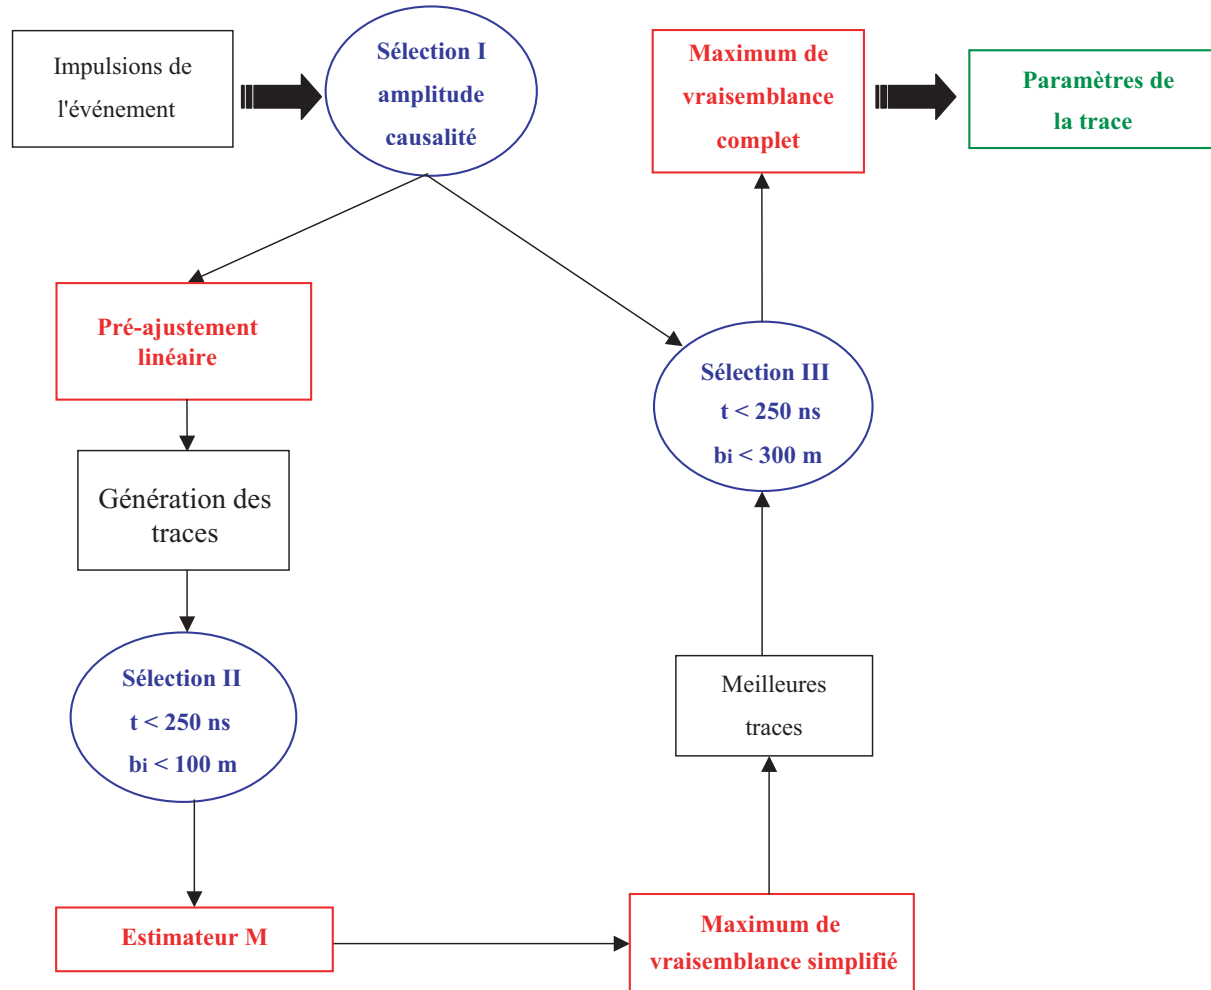 Impulsions de
l'événement
Sélection I
amplitude
causalité
Maximum de
vraisemblance
complet
Paramètres de
la trace
Pré-ajustement
linéaire
Sélection III
t < 250 ns
bi < 300 m
Génération des
traces
Sélection II
t < 250 ns
bi < 100 m
Meilleures
traces
Estimateur M
Maximum de
vraisemblance simplifié